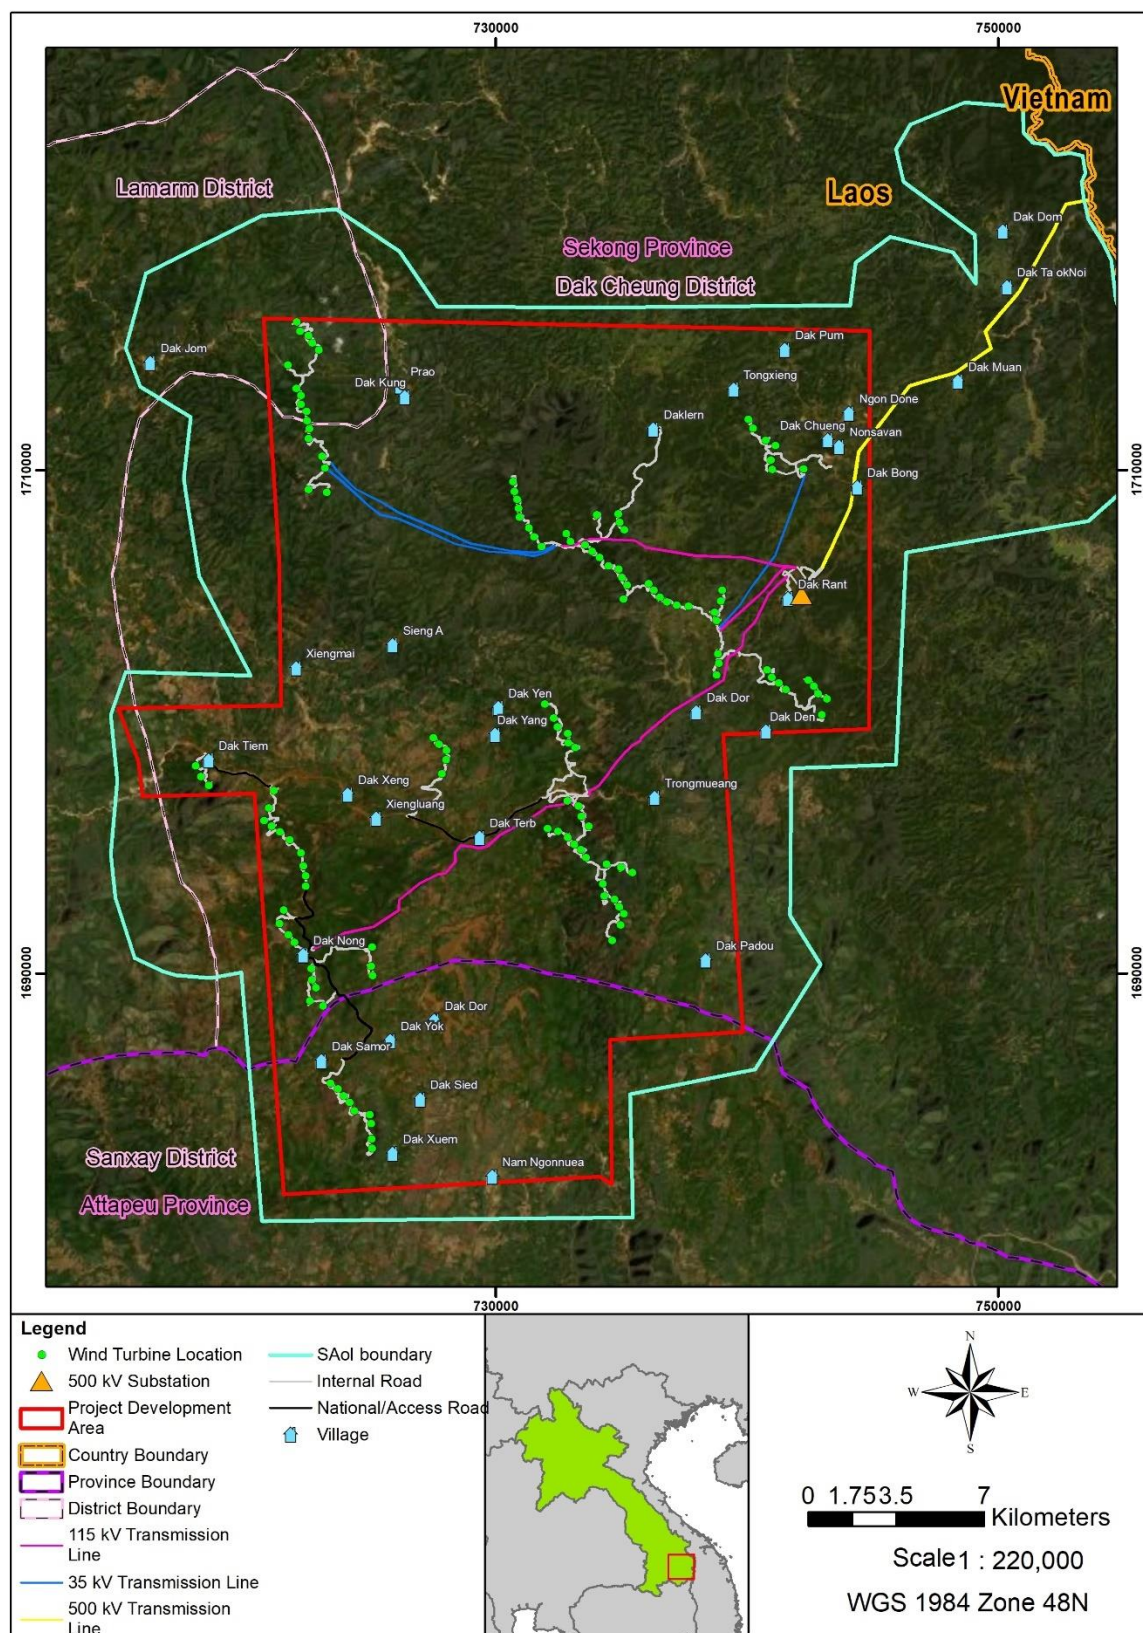 730000
750000
Vietnam
Lamarm District
Laos
Dak Dom
Sekong Province
Dak Ta okNoi
Dak Cheung District
Dak Pum
Dak Jom
Prao
Dak Muan
Dak Kung
Tongxieng
Ngon Done
Daklern
Dak Chueng
Nonsavan
1710000
1710000
Dak Bong
Dak Rant
Sieng A
Xiengmai
Dak Yen
Dak Dor
Dak Yang
Dak Den
Dak Tiem
Dak Xeng
Trongmueang
Xiengluang
Dak Terb
Dak Nong
Dak Padou
1690000
1690000
Dak Dor
Dak Yok
Dak Samor
Dak Sied
Dak Xuem
Sanxay District
Nam Ngonnuea
Attapeu Province
730000
750000
Legend
Wind Turbine Location
500 kV Substation
Project Development
Area
Country Boundary
Province Boundary
District Boundary
115 kV Transmission
Line
35 kV Transmission Line
500 kV Transmission
Line
SAoI boundary
Internal Road
National/Access Road
Village
N
W
E
S
0 1.75 3.5 7
Kilometers
Scale 1 : 220,000
WGS 1984 Zone 48N